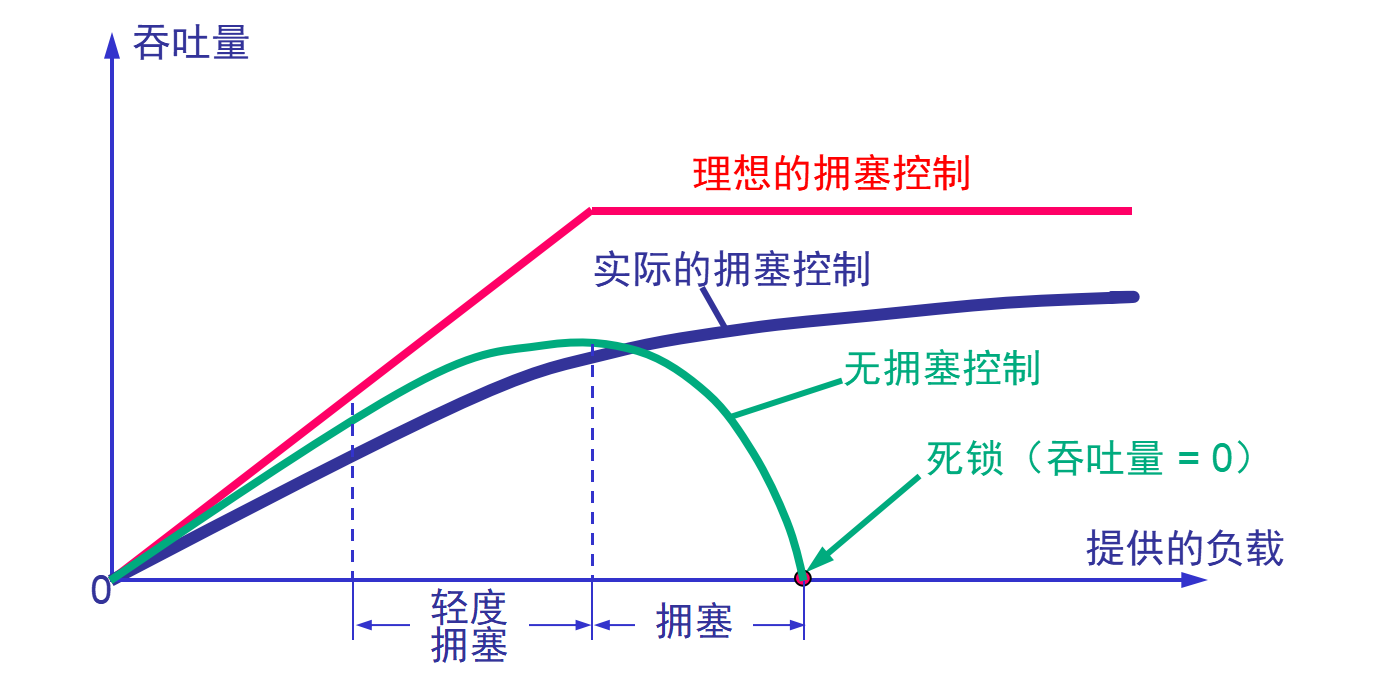 吞吐量
理想的拥塞控制
实际的拥塞控制
无拥塞控制
死锁（吞吐量 = 0）
提供的负载
0
轻度
拥塞
拥塞